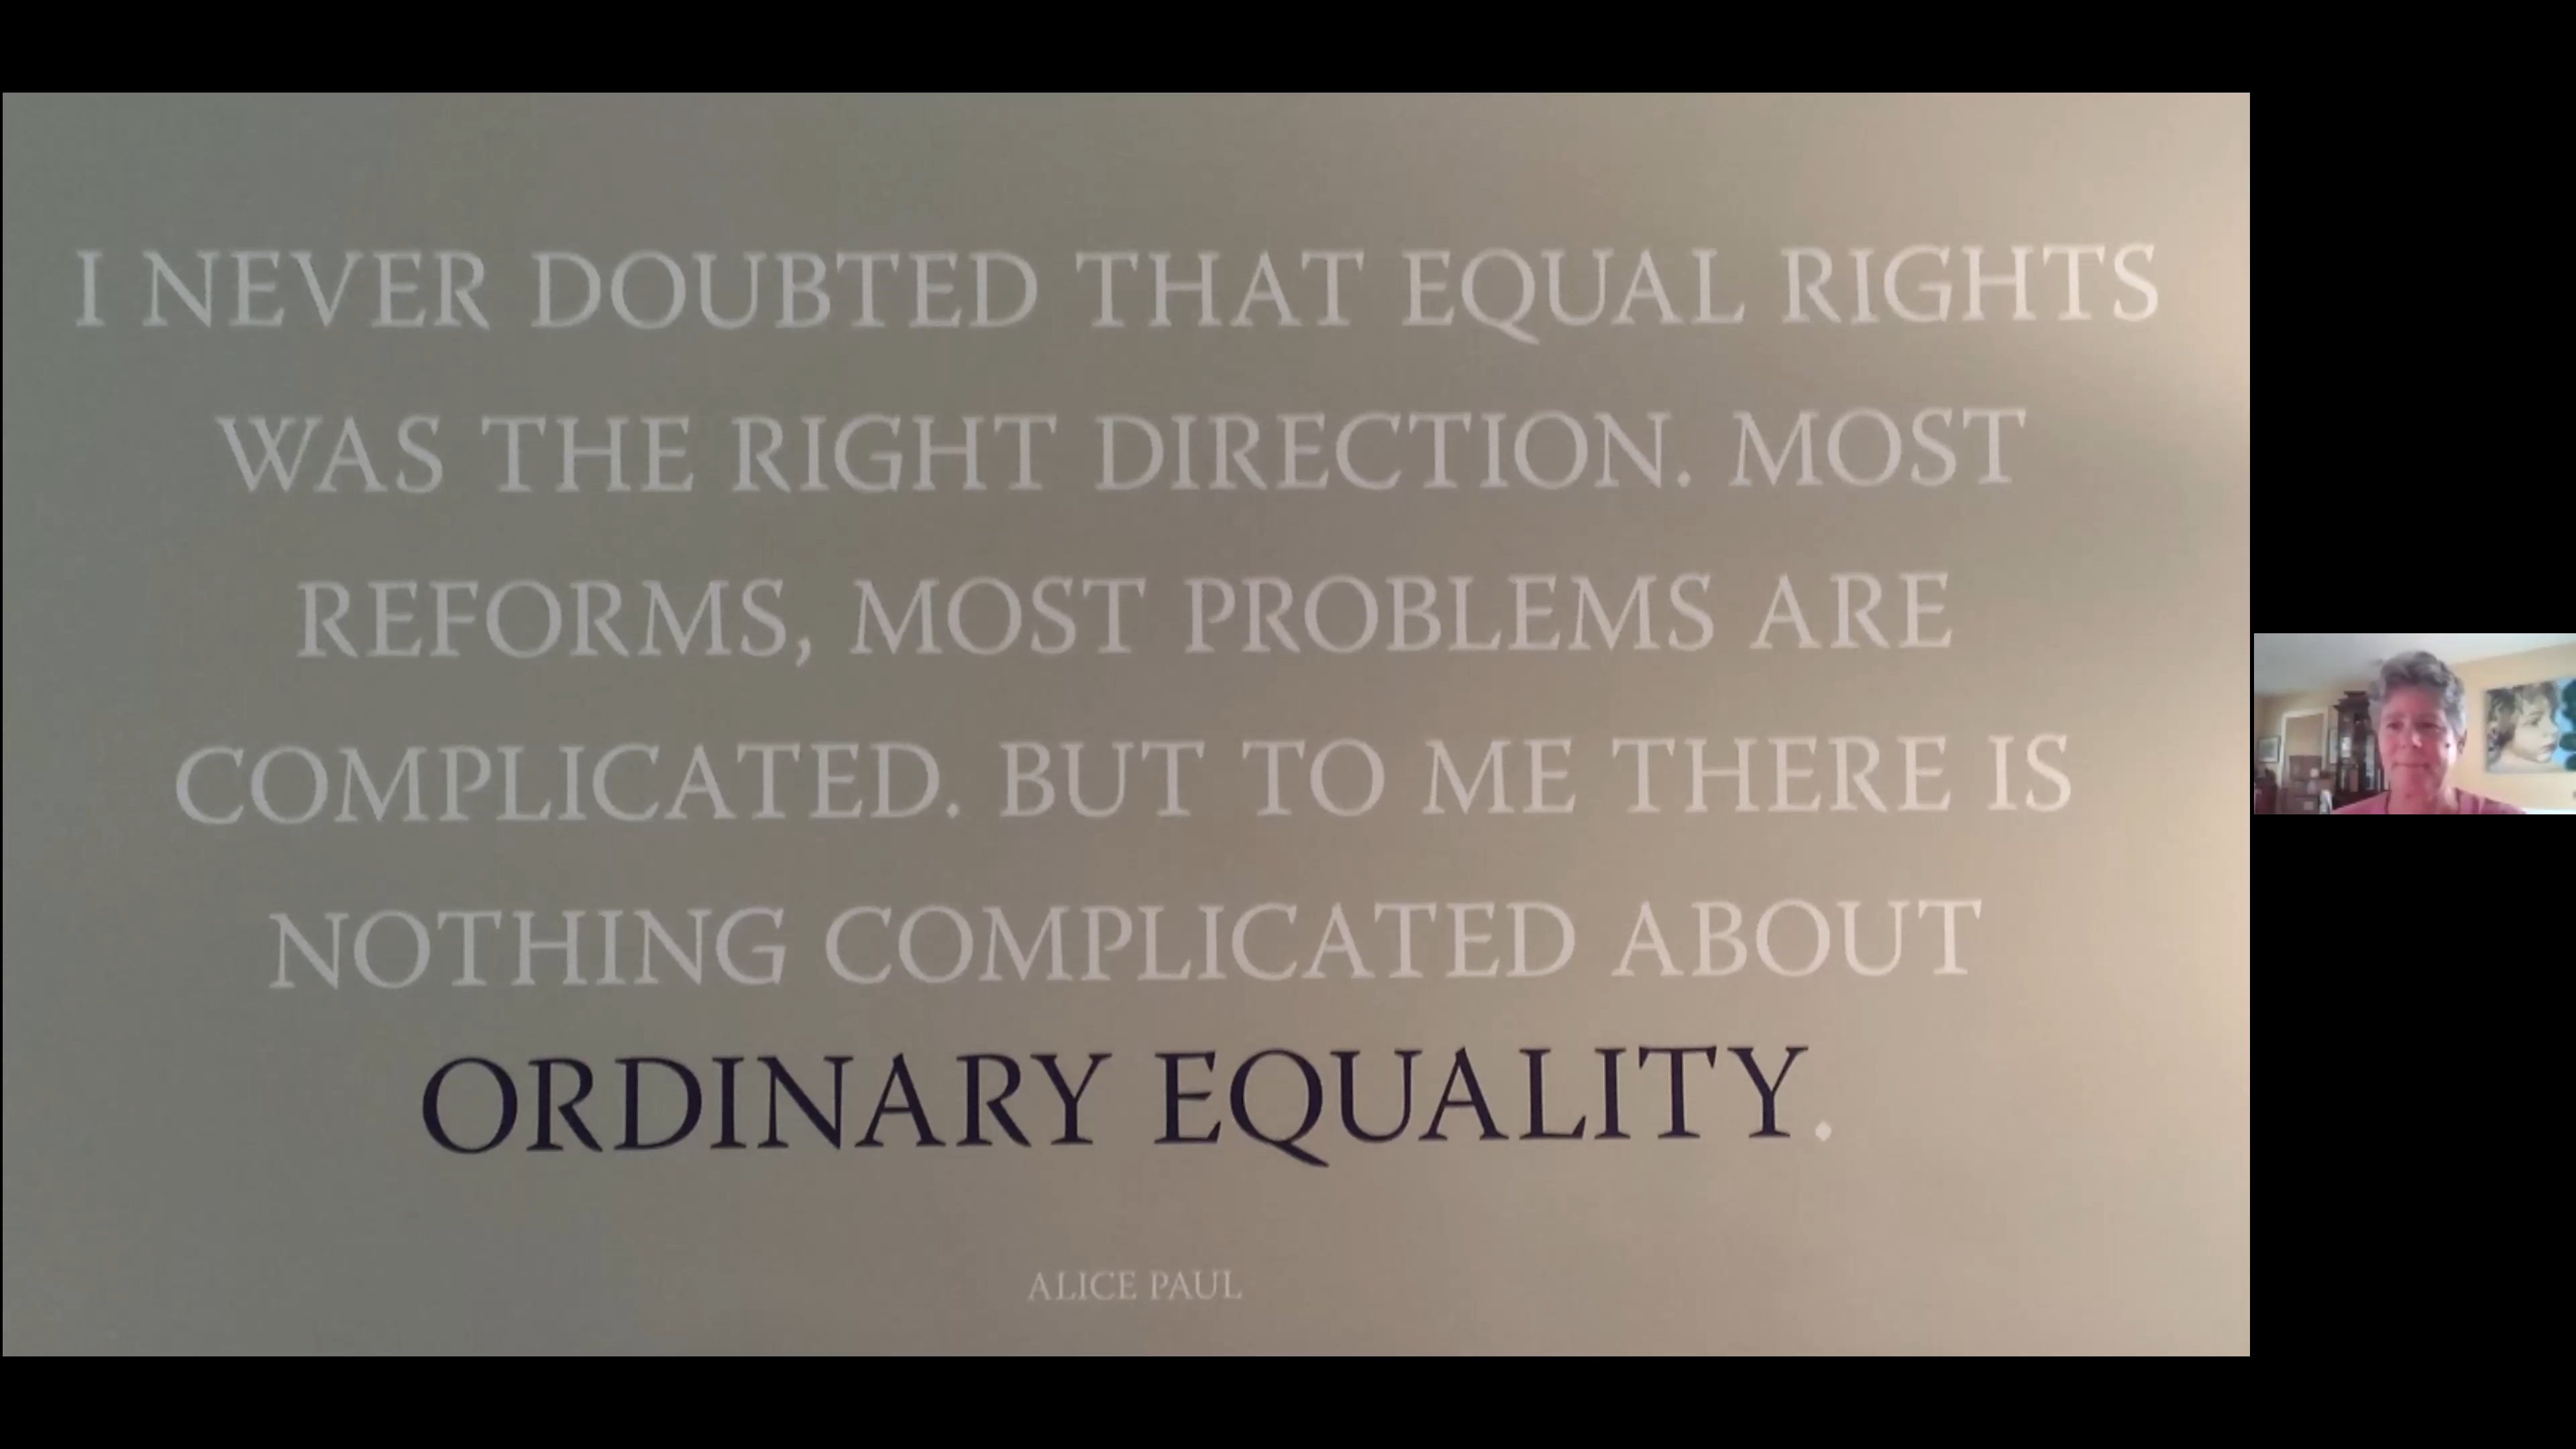 I NEVER DOUBTED THAT EQUAL RIGHTS
WAS THE RIGHT DIRECTION. MOST
REFORMS, MOST PROBLEMS ARE
COMPLICATED. BUT TO ME THERE IS
NOTHING COMPLICATED ABOUT
ORDINARY EQUALITY.
ALICE PAUL